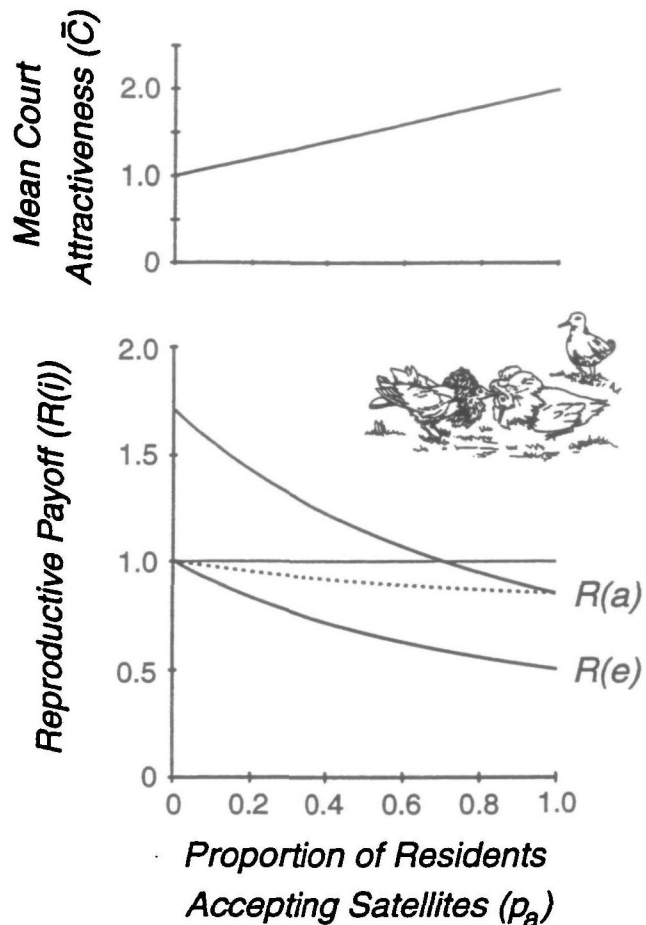 Mean Court
Attractiveness (C̄)
2.0
1.0
0
Reproductive Payoff (R(i))
2.0
1.5
1.0
0.5
0
R(a)
R(e)
0 0.2 0.4 0.6 0.8 1.0
Proportion of Residents
Accepting Satellites (pₐ)